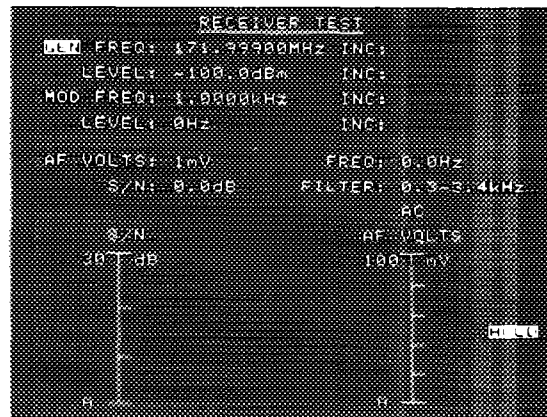 RECEIVER TEST
GEN FREQ: 171.99900MHz INC:
LEVEL: -100.0dBm INC:
MOD FREQ: 1.0000kHz INC:
LEVEL: 0Hz INC:
AF VOLTS: 1mV FREQ: 0.0Hz
S/N: 0.0dB FILTER: 0.3-3.4kHz
AC
S/N AF VOLTS
30 dB 100 mV
HOLD